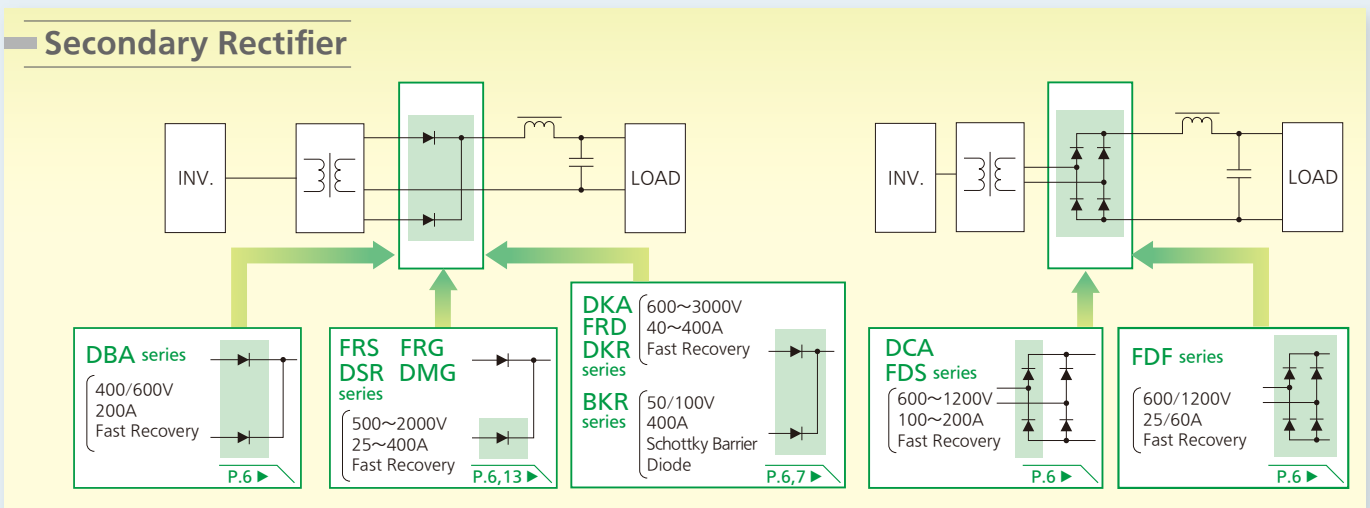 Secondary Rectifier
INV.
LOAD
INV.
LOAD
DBA series
400/600V
200A
Fast Recovery
P.6 ▶
FRS FRG
DSR DMG
series
500～2000V
25～400A
Fast Recovery
P.6,13 ▶
DKA
FRD
DKR
series
600～3000V
40～400A
Fast Recovery
BKR
series
50/100V
400A
Schottky Barrier
Diode
P.6,7 ▶
DCA
FDS series
600～1200V
100～200A
Fast Recovery
P.6 ▶
FDF series
600/1200V
25/60A
Fast Recovery
P.6 ▶